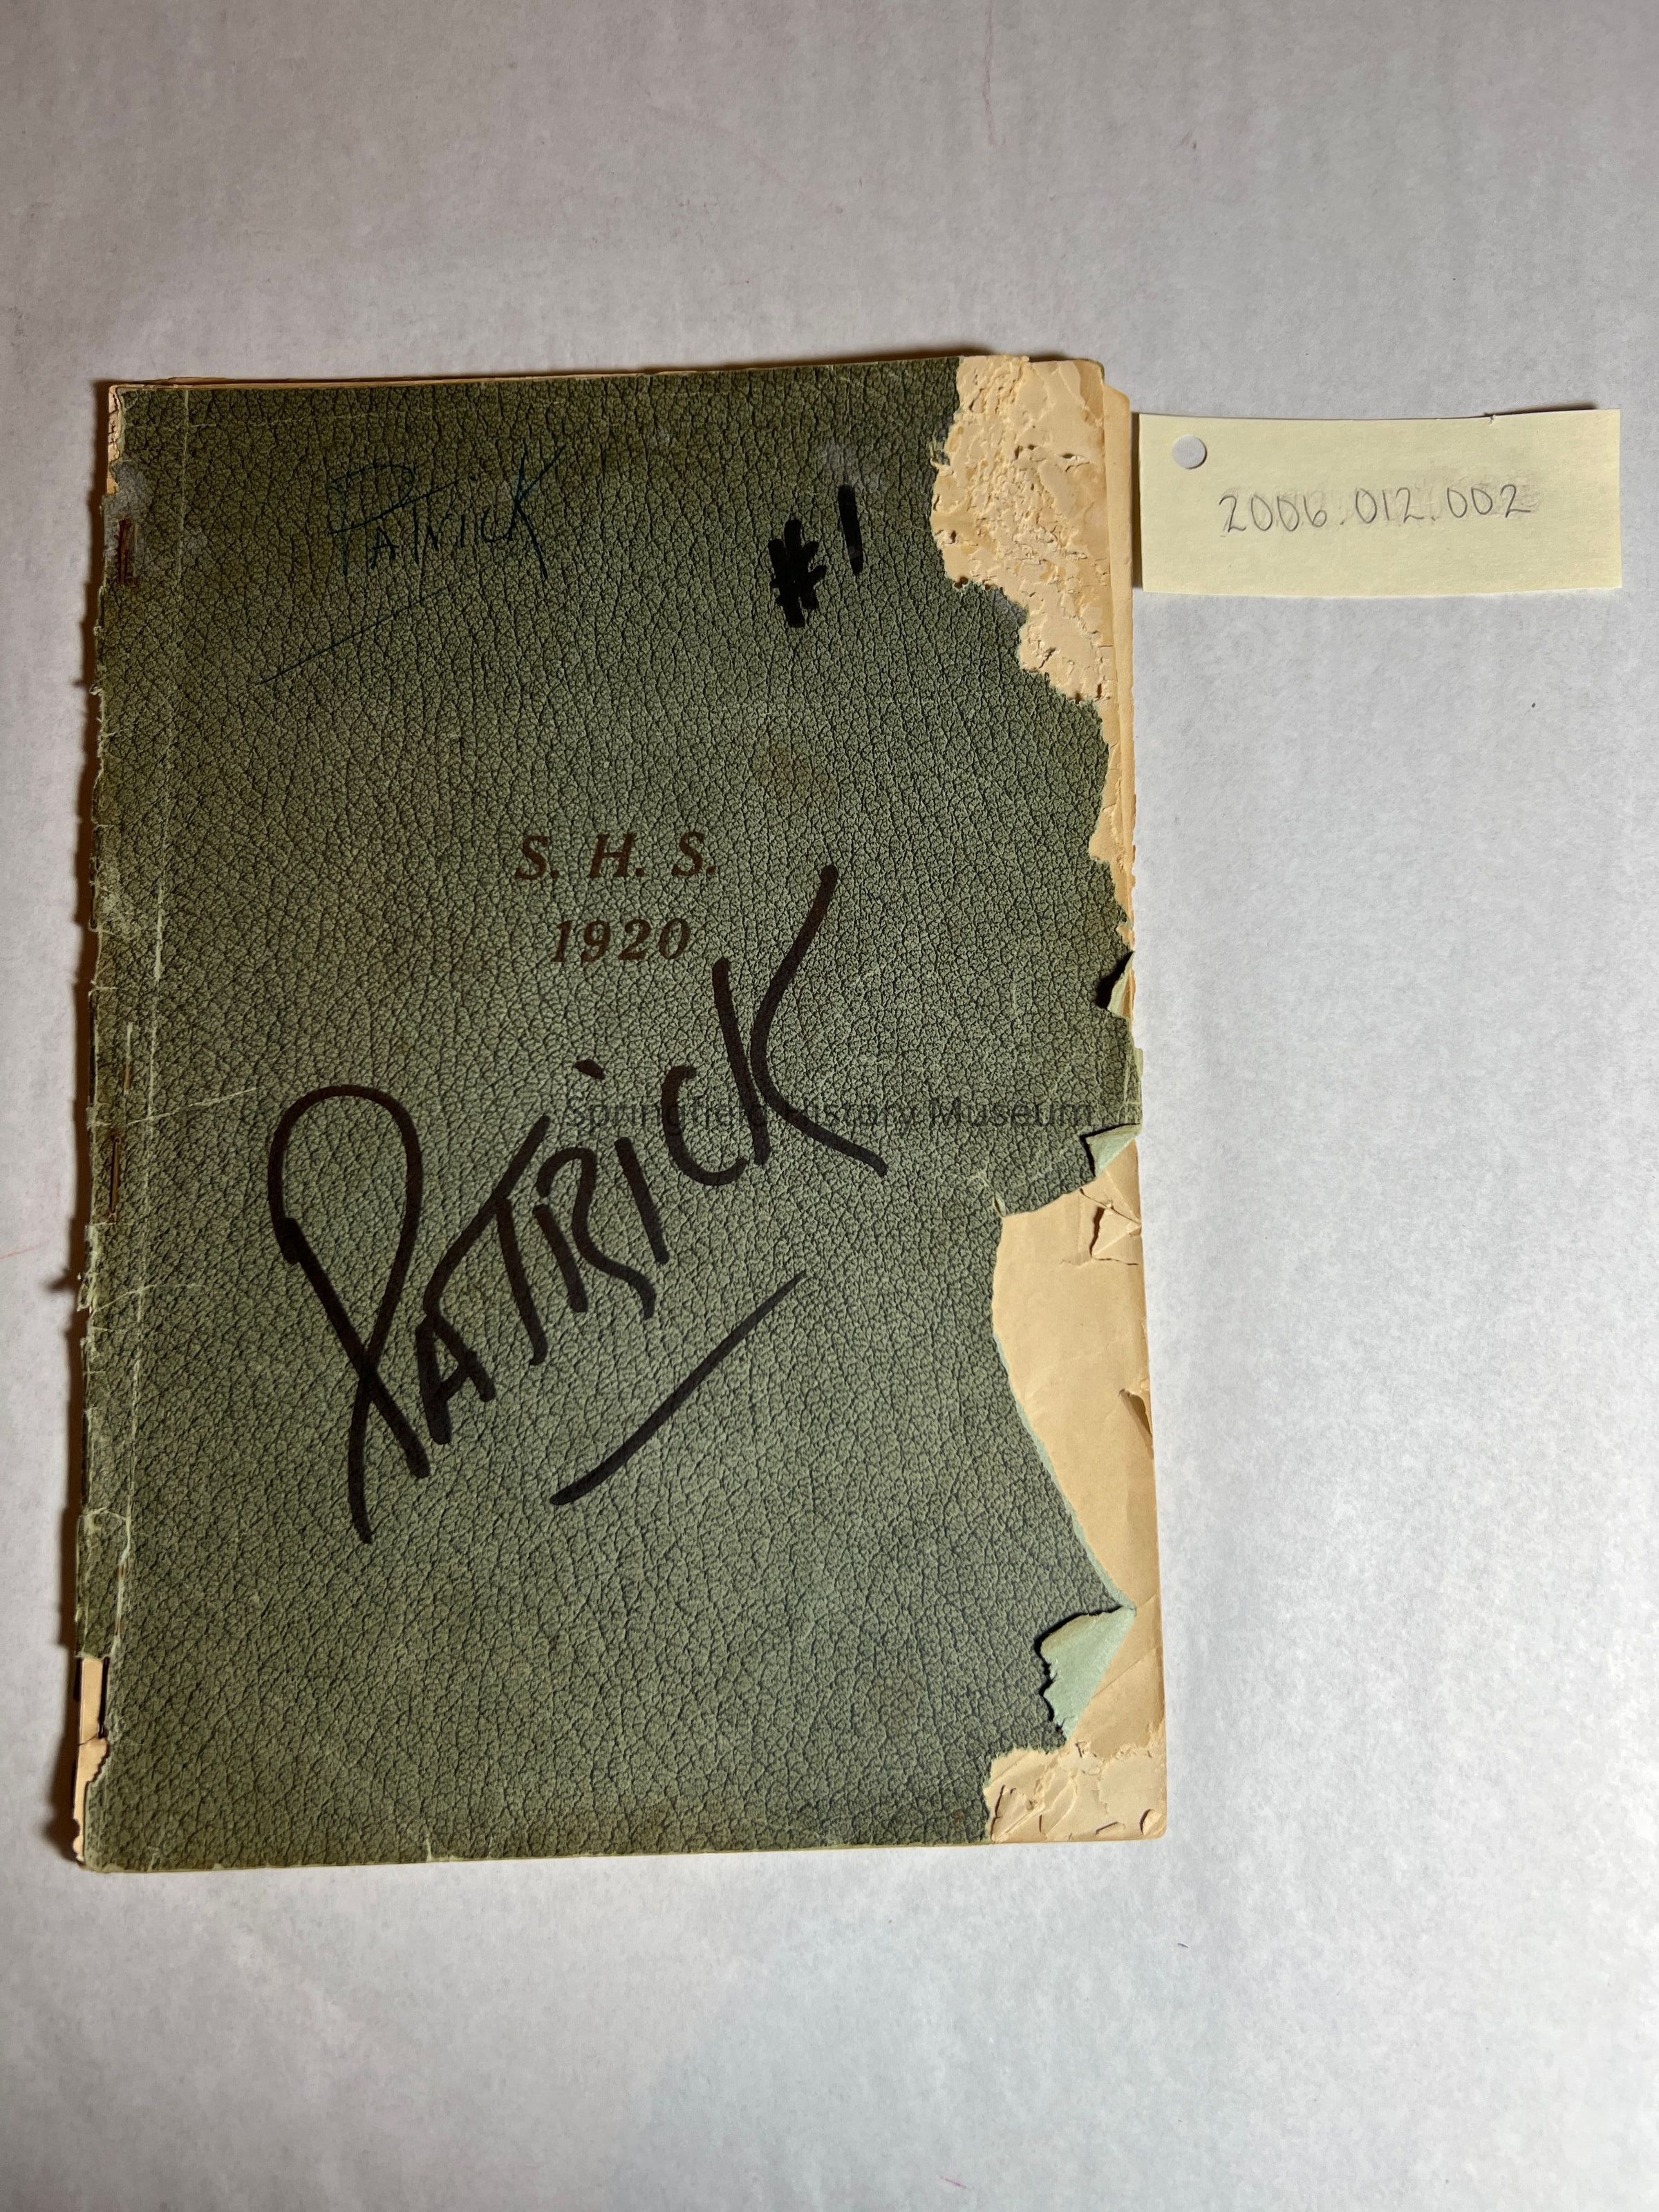 Patrick
#1
2006.012.002
S. H. S.
1920
PATRICK
© Springfield History Museum